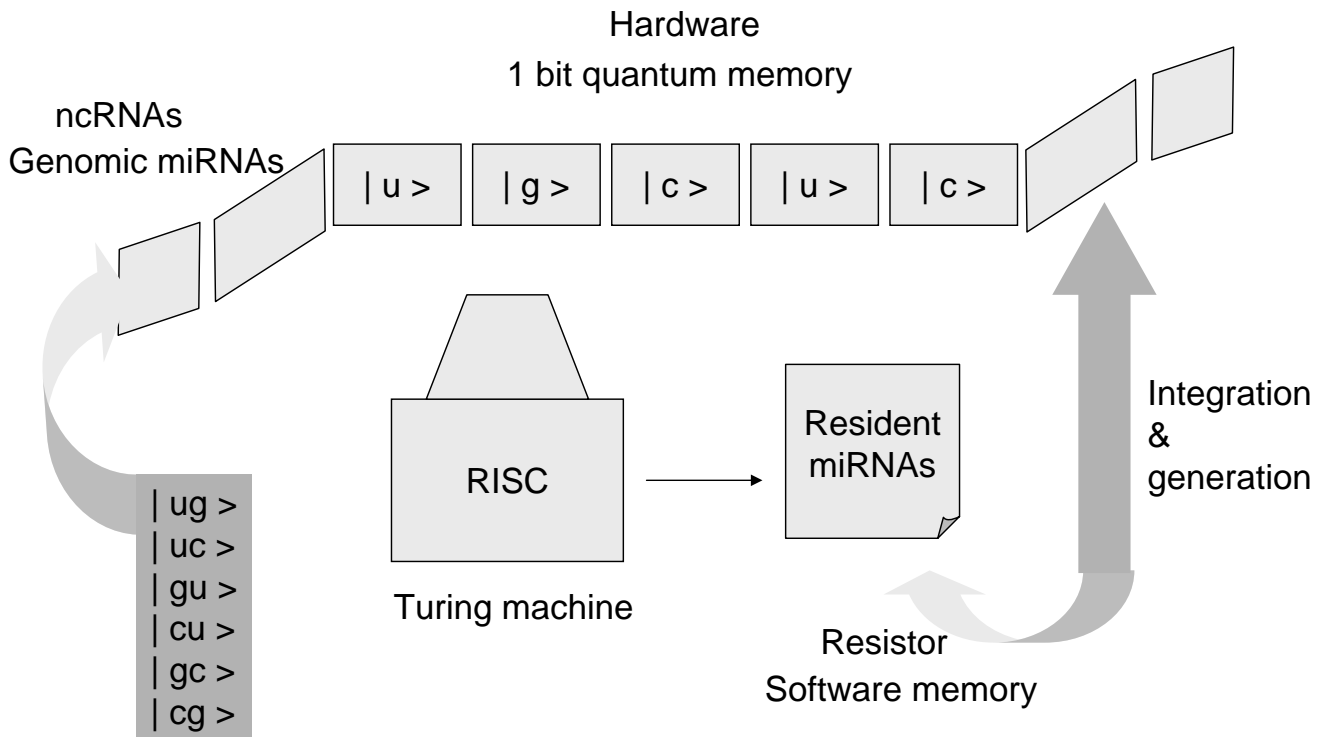 Hardware
1 bit quantum memory
ncRNAs
Genomic miRNAs
| u >
| g >
| c >
| u >
| c >
RISC
Turing machine
Resident
miRNAs
Integration
&
generation
Resistor
Software memory
| ug >
| uc >
| gu >
| cu >
| gc >
| cg >